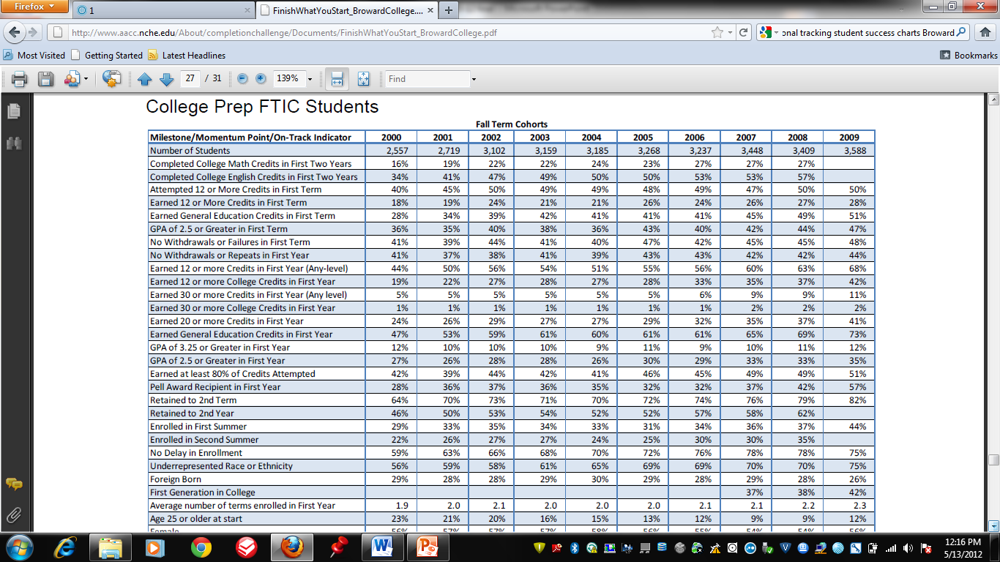 Firefox
1
FinishWhatYouStart_BrowardCollege....
http://www.aacc.nche.edu/About/completionchallenge/Documents/FinishWhatYouStart_BrowardCollege.pdf
onal tracking student success charts Broward
Most Visited Getting Started Latest Headlines Bookmarks
27 / 31 139% Find
College Prep FTIC Students
Fall Term Cohorts
Milestone/Momentum Point/On-Track Indicator 2000 2001 2002 2003 2004 2005 2006 2007 2008 2009
Number of Students 2,557 2,719 3,102 3,159 3,185 3,268 3,237 3,448 3,409 3,588
Completed College Math Credits in First Two Years 16% 19% 22% 22% 24% 23% 27% 27% 27%
Completed College English Credits in First Two Years 34% 41% 47% 49% 50% 50% 53% 53% 57%
Attempted 12 or More Credits in First Term 40% 45% 50% 49% 49% 48% 49% 47% 50% 50%
Earned 12 or More Credits in First Term 18% 19% 24% 21% 21% 26% 24% 26% 27% 28%
Earned General Education Credits in First Term 28% 34% 39% 42% 41% 41% 41% 45% 49% 51%
GPA of 2.5 or Greater in First Term 36% 35% 40% 38% 36% 43% 40% 42% 44% 47%
No Withdrawals or Failures in First Term 41% 39% 44% 41% 40% 47% 42% 45% 45% 48%
No Withdrawals or Repeats in First Year 41% 37% 38% 41% 39% 43% 43% 42% 42% 44%
Earned 12 or more Credits in First Year (Any-level) 44% 50% 56% 54% 51% 55% 56% 60% 63% 68%
Earned 12 or more College Credits in First Year 19% 22% 27% 28% 27% 28% 33% 35% 37% 42%
Earned 30 or more Credits in First Year (Any level) 5% 5% 5% 5% 5% 5% 6% 9% 9% 11%
Earned 30 or more College Credits in First Year 1% 1% 1% 1% 1% 1% 1% 2% 2% 2%
Earned 20 or more Credits in First Year 24% 26% 29% 27% 27% 29% 32% 35% 37% 41%
Earned General Education Credits in First Year 47% 53% 59% 61% 60% 61% 61% 65% 69% 73%
GPA of 3.25 or Greater in First Year 12% 10% 10% 10% 9% 11% 9% 10% 11% 12%
GPA of 2.5 or Greater in First Year 27% 26% 28% 28% 26% 30% 29% 33% 33% 35%
Earned at least 80% of Credits Attempted 42% 39% 44% 42% 41% 46% 45% 49% 49% 51%
Pell Award Recipient in First Year 28% 36% 37% 36% 35% 32% 32% 37% 42% 57%
Retained to 2nd Term 64% 70% 73% 71% 70% 72% 74% 76% 79% 82%
Retained to 2nd Year 46% 50% 53% 54% 52% 52% 57% 58% 62%
Enrolled in First Summer 29% 33% 35% 34% 33% 31% 34% 36% 37% 44%
Enrolled in Second Summer 22% 26% 27% 27% 24% 25% 30% 30% 35%
No Delay in Enrollment 59% 63% 66% 68% 70% 72% 76% 78% 78% 75%
Underrepresented Race or Ethnicity 56% 59% 58% 61% 65% 69% 69% 70% 70% 75%
Foreign Born 29% 28% 28% 29% 30% 29% 28% 29% 28% 26%
First Generation in College 37% 38% 42%
Average number of terms enrolled in First Year 1.9 2.0 2.1 2.0 2.0 2.0 2.1 2.1 2.2 2.3
Age 25 or older at start 23% 21% 20% 16% 15% 13% 12% 9% 9% 12%
12:16 PM
5/13/2012